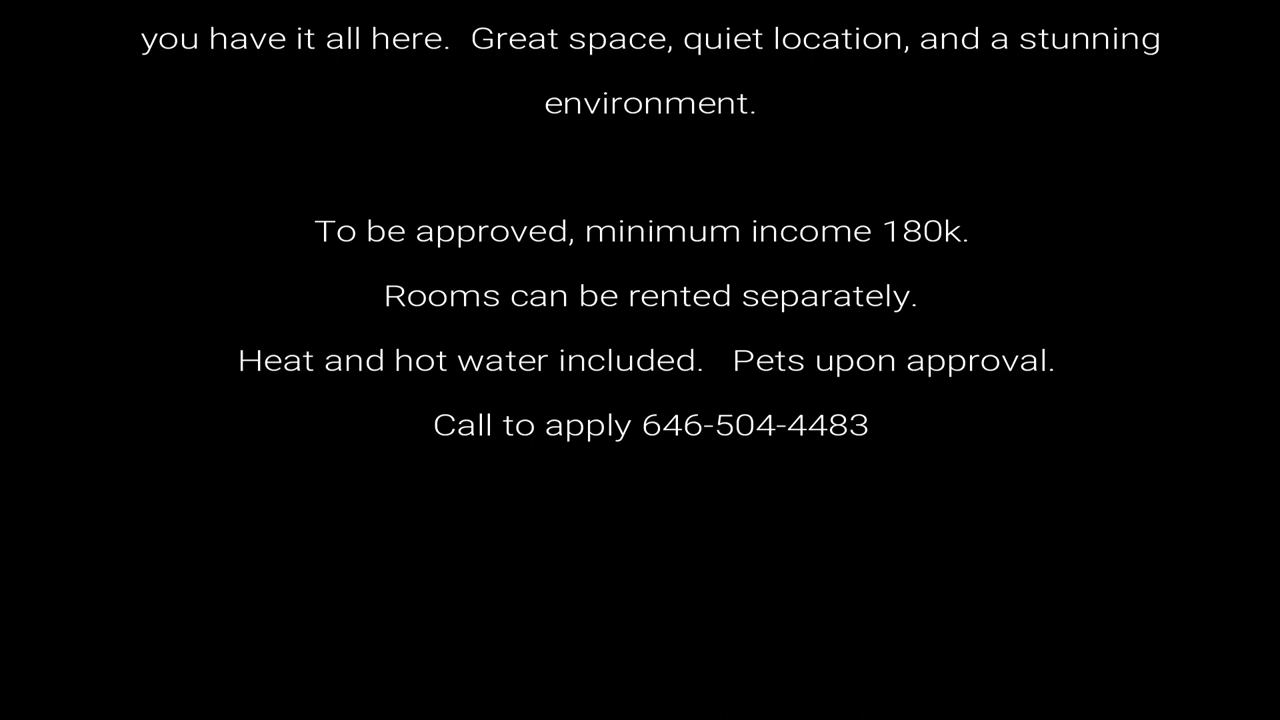 you have it all here.  Great space, quiet location, and a stunning
environment.
To be approved, minimum income 180k.
Rooms can be rented separately.
Heat and hot water included.   Pets upon approval.
Call to apply 646-504-4483